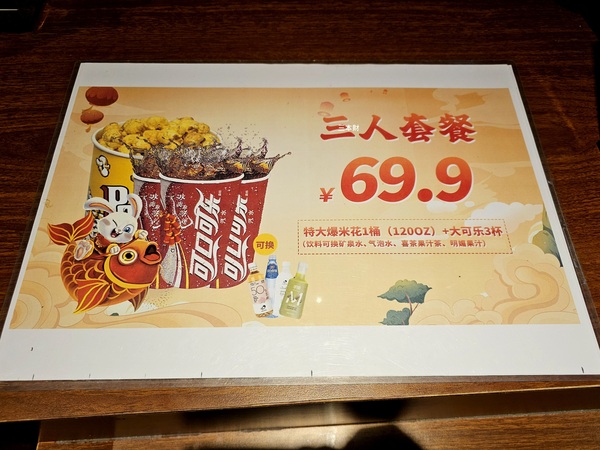 三人套餐
¥69.9
特大爆米花1桶（120OZ）+大可乐3杯
（饮料可换矿泉水、气泡水、喜茶果汁茶、明瞳果汁）
可换
可口可乐
可口可乐